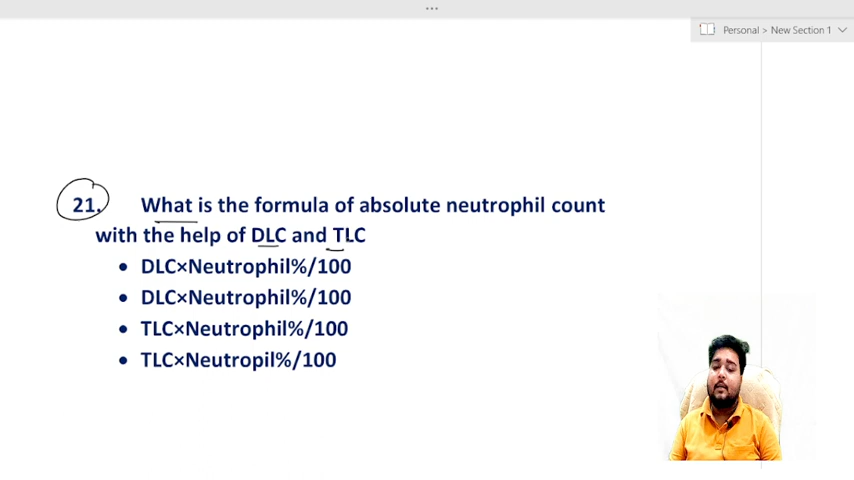 Personal > New Section 1
21. What is the formula of absolute neutrophil count
with the help of DLC and TLC
• DLC×Neutrophil%/100
• DLC×Neutrophil%/100
• TLC×Neutrophil%/100
• TLC×Neutropil%/100